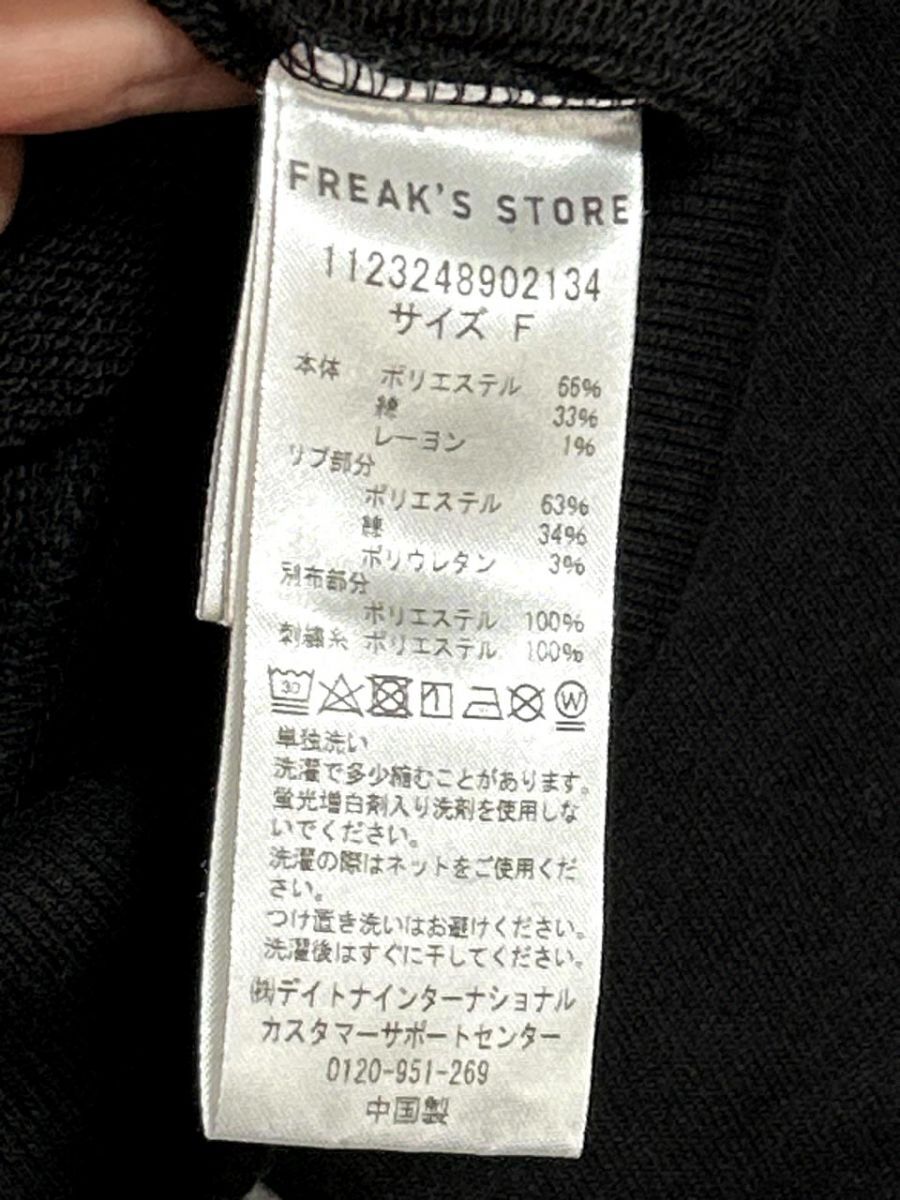 FREAK'S STORE
1123248902134
サイズ F
本体 ポリエステル 66%
綿 33%
レーヨン 1%
リブ部分
ポリエステル 63%
綿 34%
ポリウレタン 3%
別布部分
ポリエステル 100%
刺繍糸 ポリエステル 100%
30 W
単独洗い
洗濯で多少縮むことがあります。
蛍光増白剤入り洗剤を使用しな
いでください。
洗濯の際はネットをご使用くだ
さい。
つけ置き洗いはお避けください。
洗濯後はすぐに干してください。
㈱デイトナインターナショナル
カスタマーサポートセンター
0120-951-269
中国製